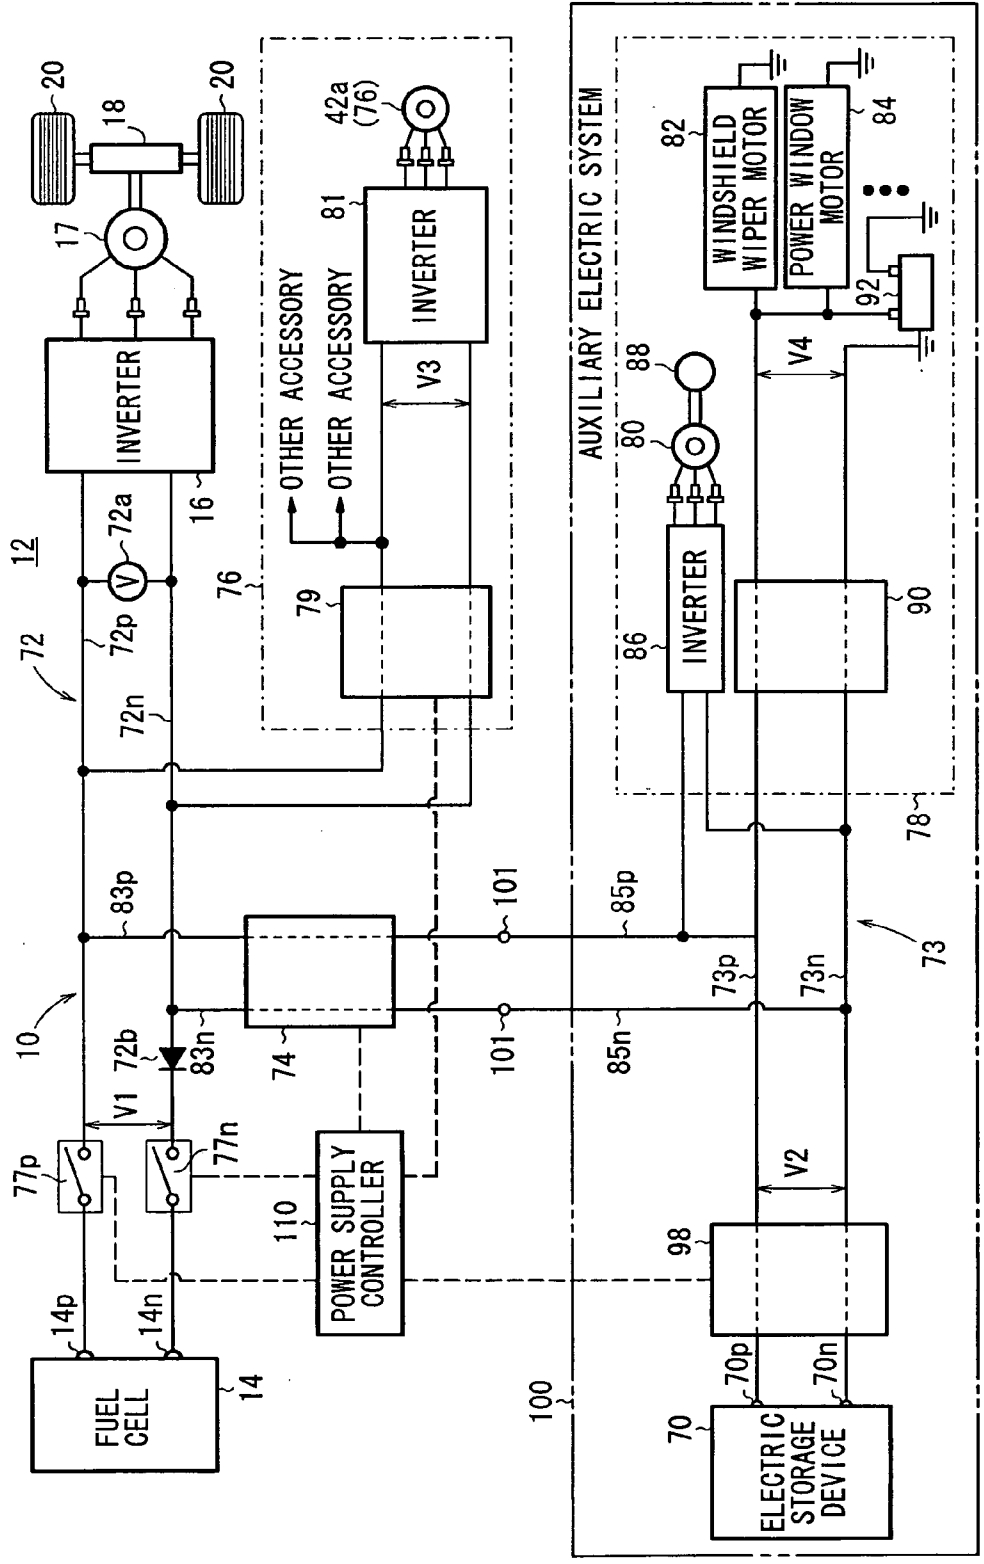 10
12
FUEL
CELL
14
14p
14n
77p
77n
V1
72b
83p
83n
72
72p
72n
72a
V
INVERTER
16
17
18
20
20
110
POWER SUPPLY
CONTROLLER
74
101
101
76
79
OTHER ACCESSORY
OTHER ACCESSORY
V3
INVERTER
81
42a
(76)
100
AUXILIARY ELECTRIC SYSTEM
70
ELECTRIC
STORAGE
DEVICE
70p
70n
98
V2
85p
85n
73p
73n
73
78
86
INVERTER
80
88
90
V4
82
WINDSHIELD
WIPER MOTOR
POWER WINDOW
MOTOR
84
92